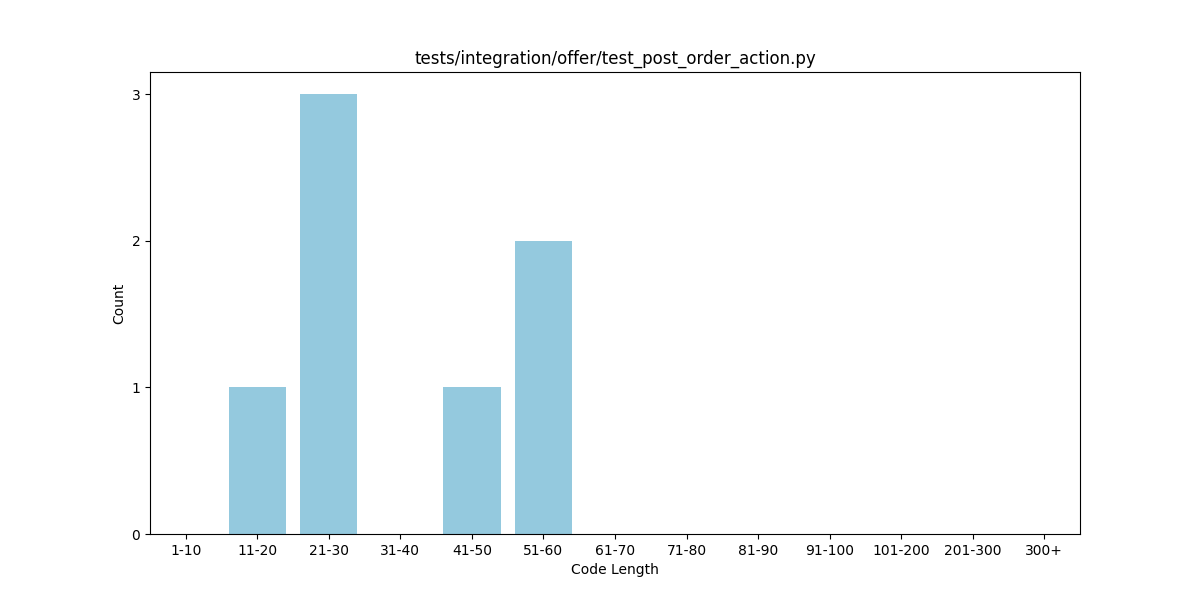 tests/integration/offer/test_post_order_action.py
3
2
1
0
Count
1-10 11-20 21-30 31-40 41-50 51-60 61-70 71-80 81-90 91-100 101-200 201-300 300+
Code Length